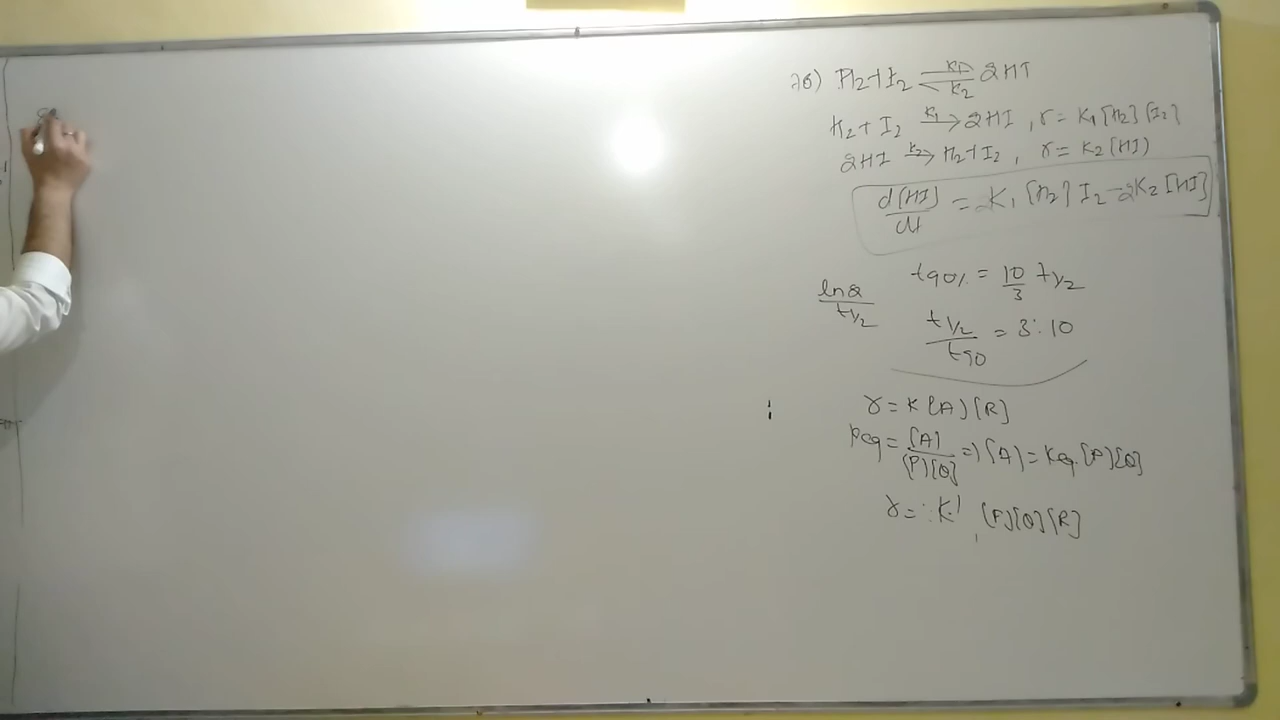 76) H2+I2 ⇌ 2HI K1 K2
H2 + I2 K1→ 2HI , r = K1[H2][I2]
2HI K2→ H2+I2 , r = K2[HI]
d[HI]/dt = 2K1[H2]I2 - 2K2[HI]
t90% = 10/3 t1/2
ln2/t1/2
t1/2/t90 = 3:10
r = K[A][R]
Keq = [A]/[P][Q] => [A] = Keq.[P][Q]
r = K' [P][Q][R]